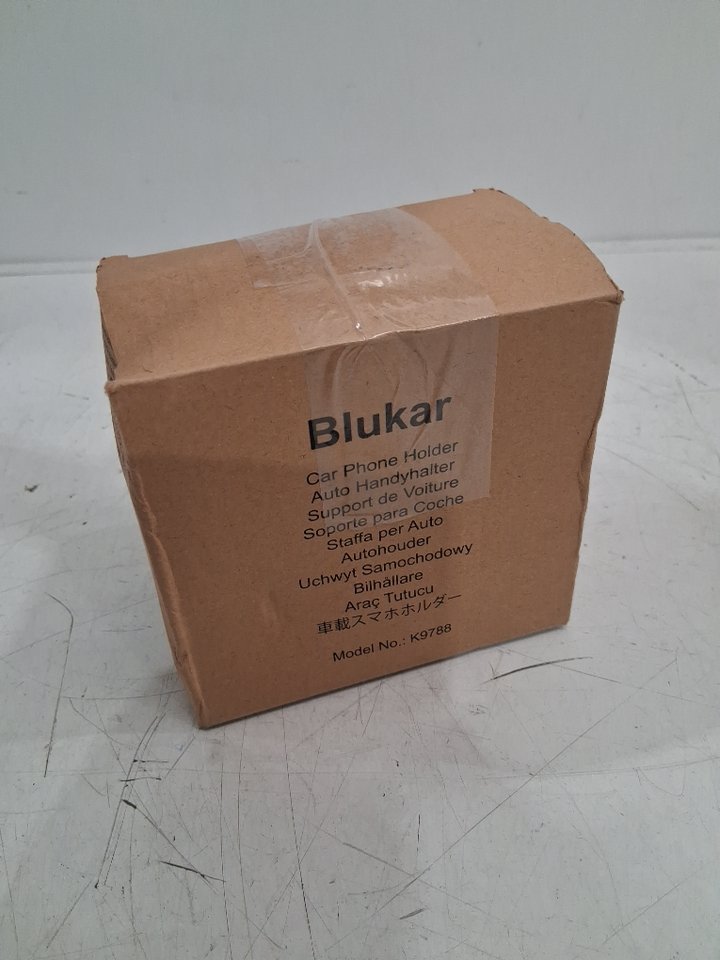 Blukar
Car Phone Holder
Auto Handyhalter
Support de Voiture
Soporte para Coche
Staffa per Auto
Autohouder
Uchwyt Samochodowy
Bilhållare
Araç Tutucu
車載スマホホルダー
Model No.: K9788